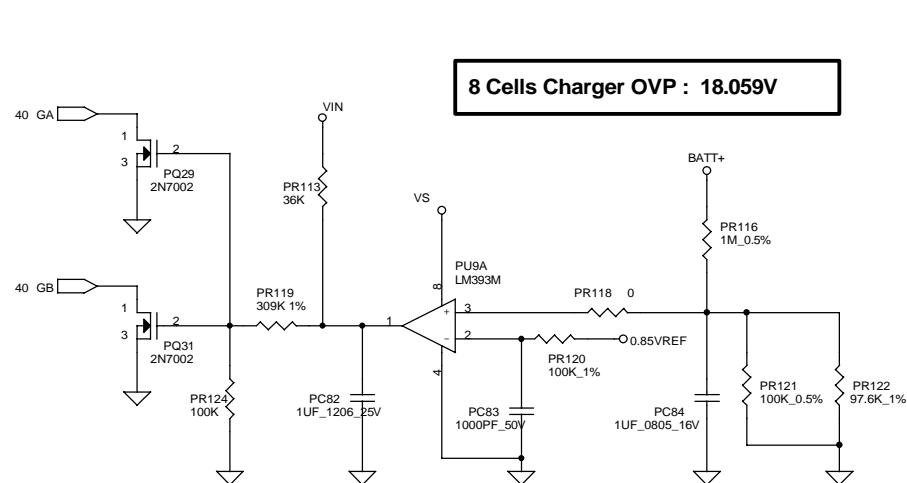 8 Cells Charger OVP : 18.059V
40 GA
1
2
3
PQ29
2N7002
VIN
PR113
36K
VS
BATT+
PR116
1M_0.5%
PU9A
LM393M
8
40 GB
1
2
3
PQ31
2N7002
PR119
309K 1%
1
+
3
-
2
4
PR118 0
0.85VREF
PR120
100K_1%
PR124
100K
PC82
1UF_1206_25V
PC83
1000PF_50V
PC84
1UF_0805_16V
PR121
100K_0.5%
PR122
97.6K_1%